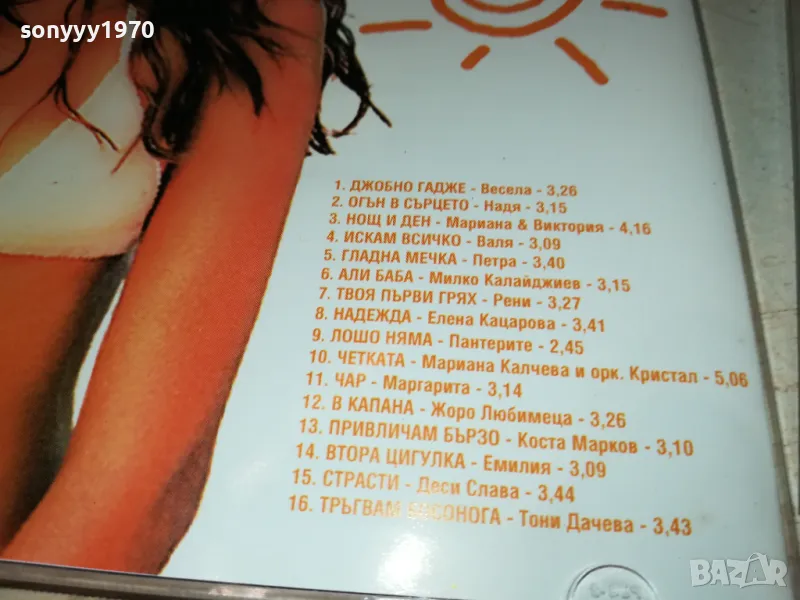 sonyyy1970
1. ДЖОБНО ГАДЖЕ - Весела - 3,26
2. ОГЪН В СЪРЦЕТО - Надя - 3,15
3. НОЩ И ДЕН - Мариана & Виктория - 4,16
4. ИСКАМ ВСИЧКО - Валя - 3,09
5. ГЛАДНА МЕЧКА - Петра - 3,40
6. АЛИ БАБА - Милко Калайджиев - 3,15
7. ТВОЯ ПЪРВИ ГРЯХ - Рени - 3,27
8. НАДЕЖДА - Елена Кацарова - 3,41
9. ЛОШО НЯМА - Пантерите - 2,45
10. ЧЕТКАТА - Мариана Калчева и орк. Кристал - 5,06
11. ЧАР - Маргарита - 3,14
12. В КАПАНА - Жоро Любимеца - 3,26
13. ПРИВЛИЧАМ БЪРЗО - Коста Марков - 3,10
14. ВТОРА ЦИГУЛКА - Емилия - 3,09
15. СТРАСТИ - Деси Слава - 3,44
16. ТРЪГВАМ БОСОНОГА - Тони Дачева - 3,43
BAZAR